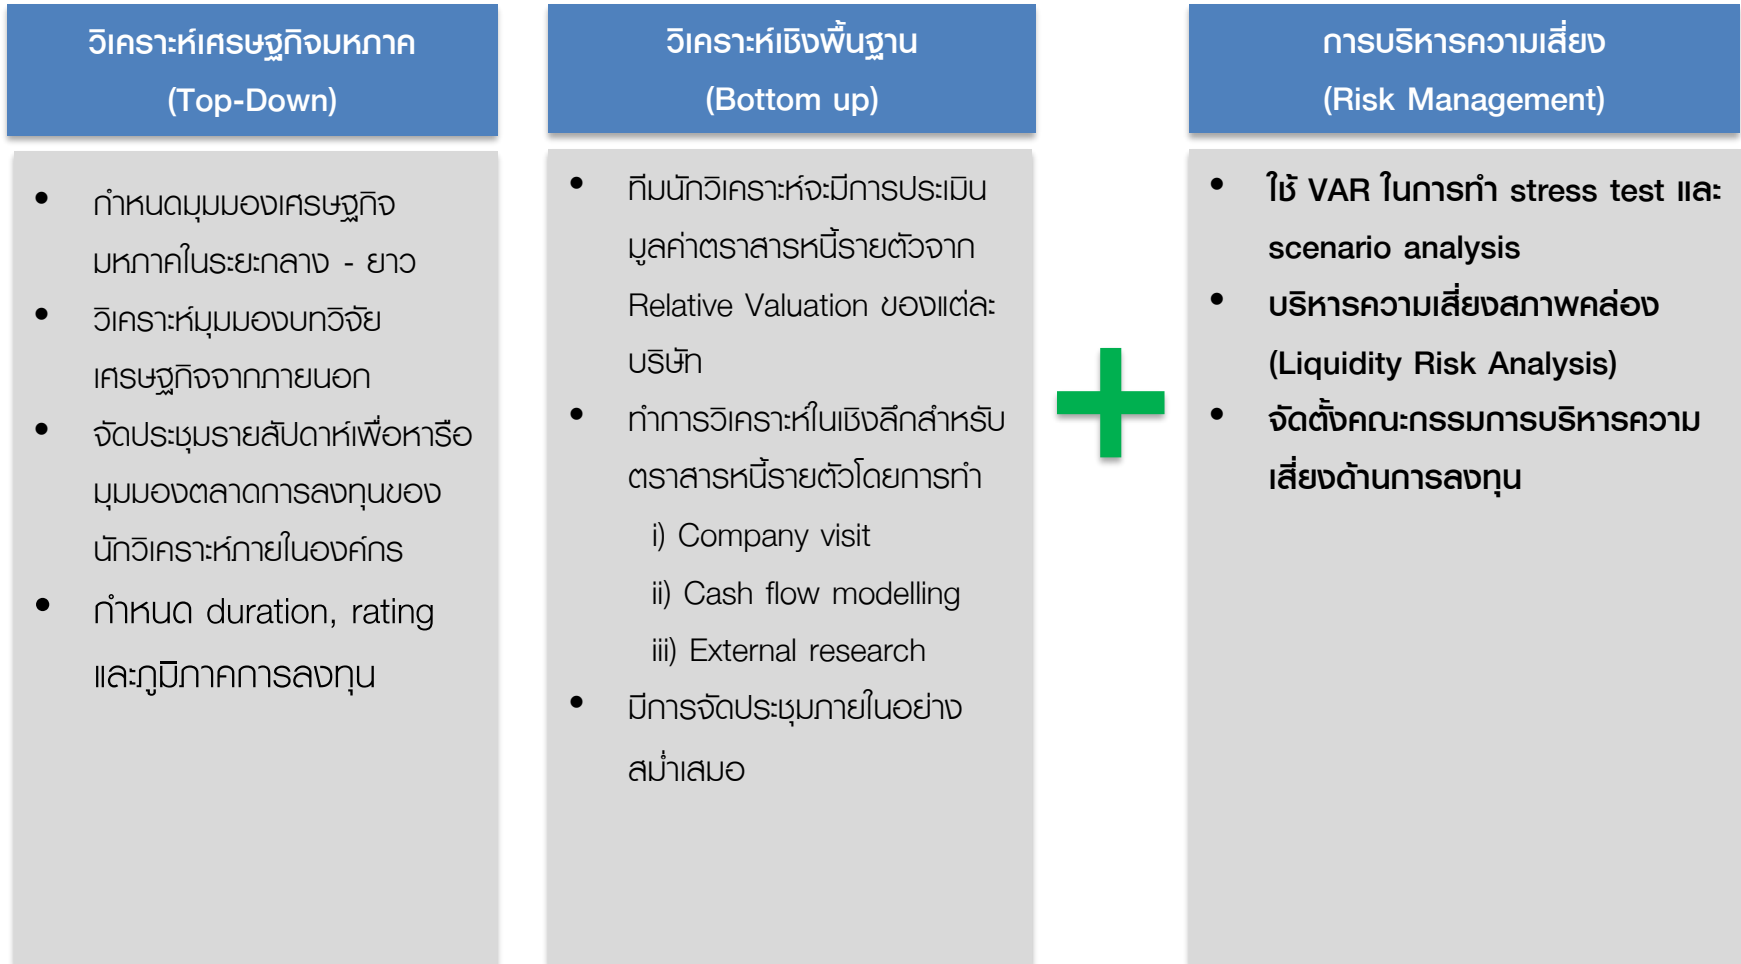 วิเคราะห์เศรษฐกิจมหภาค
(Top-Down)
• กำหนดมุมมองเศรษฐกิจ
มหภาคในระยะกลาง - ยาว
• วิเคราะห์มุมมองบทวิจัย
เศรษฐกิจจากภายนอก
• จัดประชุมรายสัปดาห์เพื่อหารือ
มุมมองตลาดการลงทุนของ
นักวิเคราะห์ภายในองค์กร
• กำหนด duration, rating
และภูมิภาคการลงทุน
วิเคราะห์เชิงพื้นฐาน
(Bottom up)
• ทีมนักวิเคราะห์จะมีการประเมิน
มูลค่าตราสารหนี้รายตัวจาก
Relative Valuation ของแต่ละ
บริษัท
• ทำการวิเคราะห์ในเชิงลึกสำหรับ
ตราสารหนี้รายตัวโดยการทำ
i) Company visit
ii) Cash flow modelling
iii) External research
• มีการจัดประชุมภายในอย่าง
สม่ำเสมอ
การบริหารความเสี่ยง
(Risk Management)
• ใช้ VAR ในการทำ stress test และ
scenario analysis
• บริหารความเสี่ยงสภาพคล่อง
(Liquidity Risk Analysis)
• จัดตั้งคณะกรรมการบริหารความ
เสี่ยงด้านการลงทุน